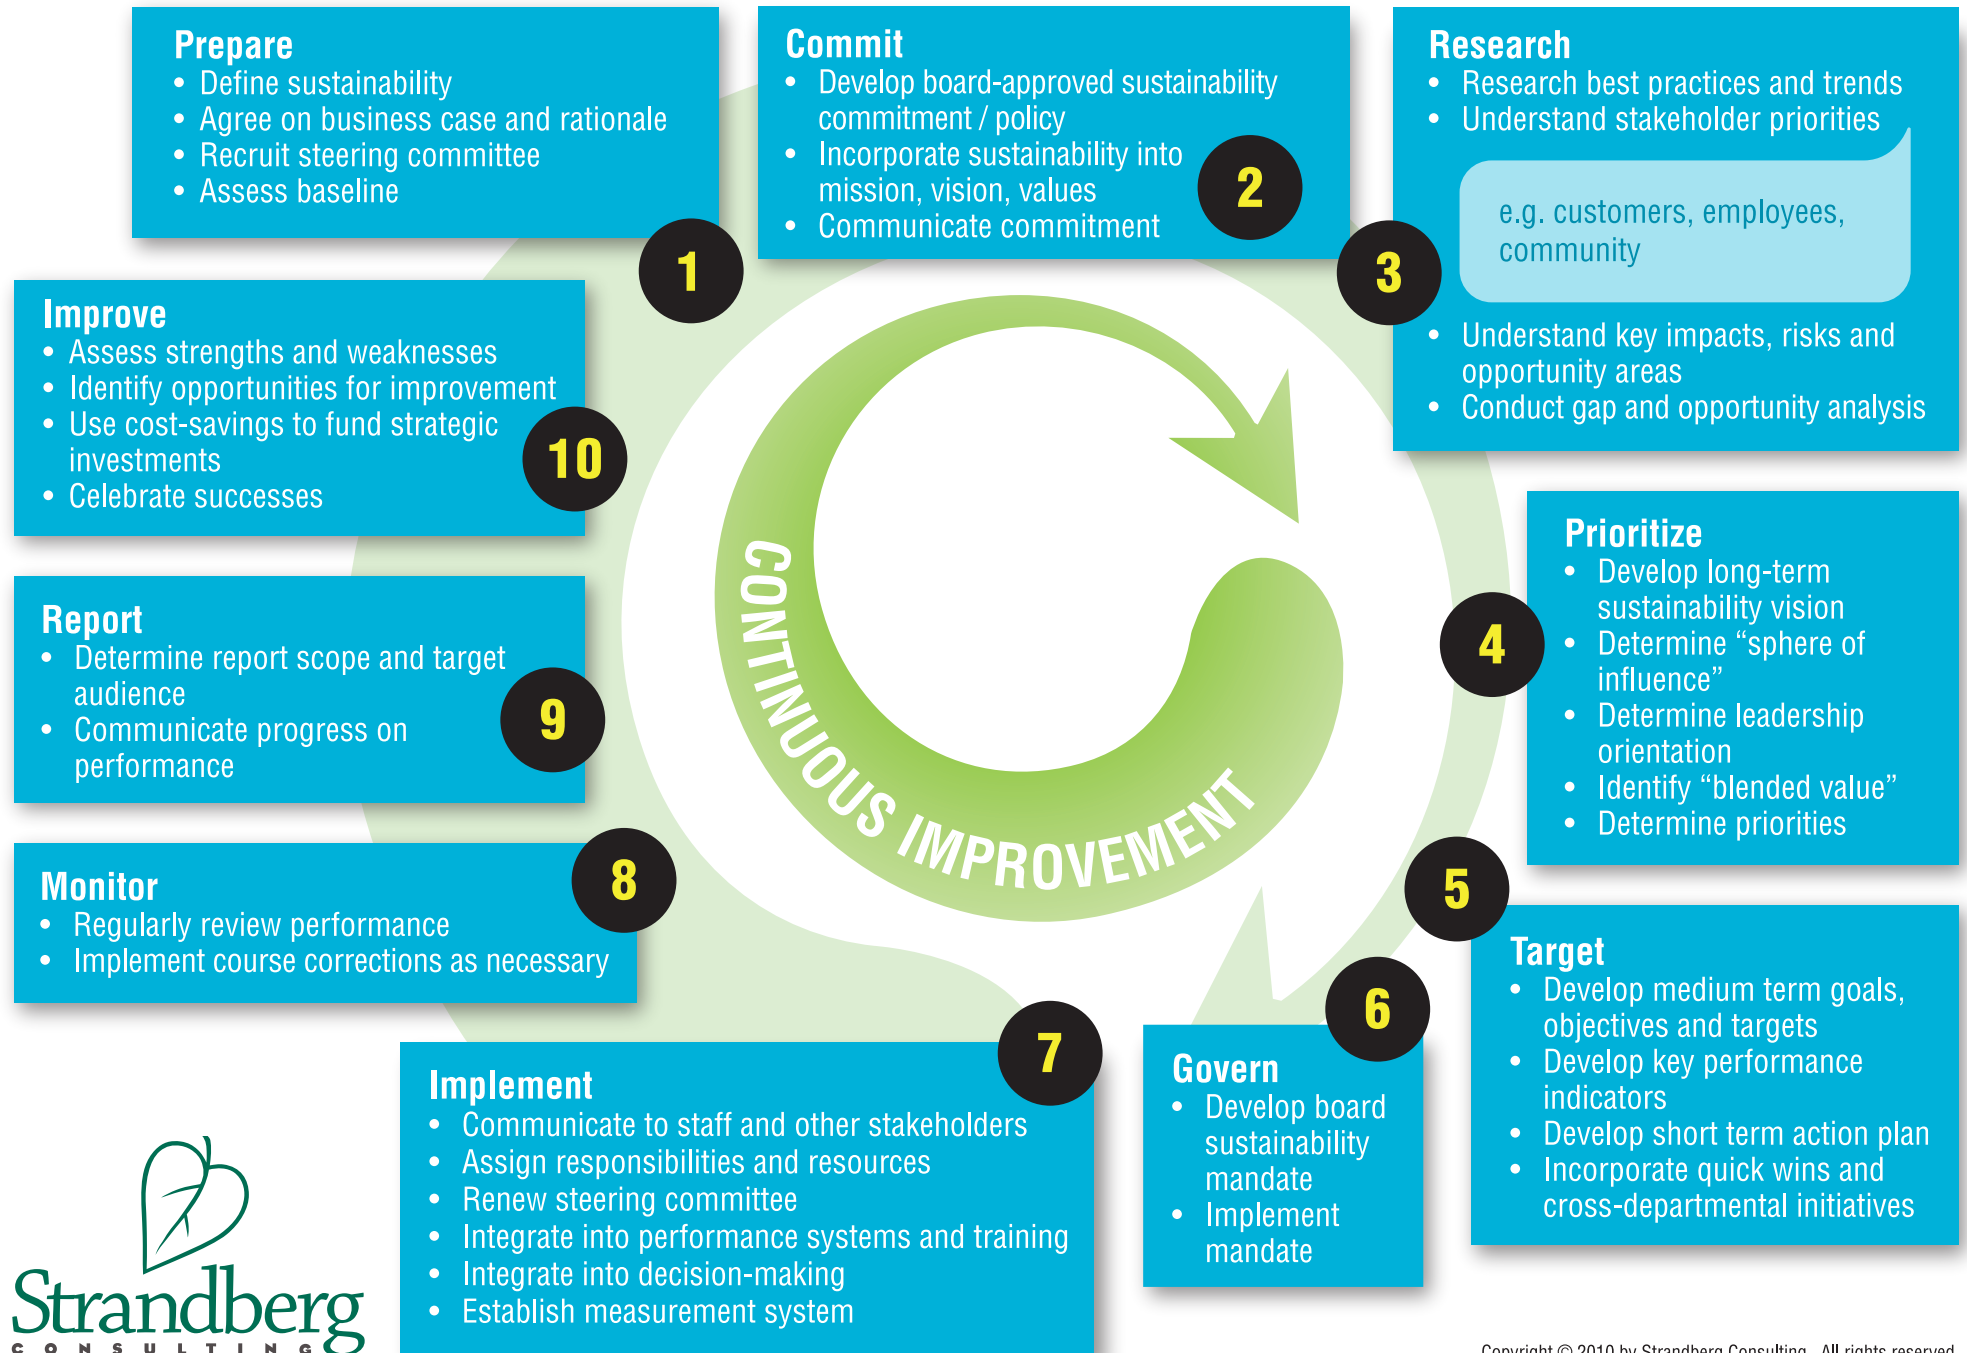 Prepare
• Define sustainability
• Agree on business case and rationale
• Recruit steering committee
• Assess baseline
1
Commit
• Develop board-approved sustainability
commitment / policy
• Incorporate sustainability into
mission, vision, values
• Communicate commitment
2
Research
• Research best practices and trends
• Understand stakeholder priorities
e.g. customers, employees,
community
• Understand key impacts, risks and
opportunity areas
• Conduct gap and opportunity analysis
3
Prioritize
• Develop long-term
sustainability vision
• Determine “sphere of
influence”
• Determine leadership
orientation
• Identify “blended value”
• Determine priorities
4
5
Target
• Develop medium term goals,
objectives and targets
• Develop key performance
indicators
• Develop short term action plan
• Incorporate quick wins and
cross-departmental initiatives
6
Govern
• Develop board
sustainability
mandate
• Implement
mandate
7
Implement
• Communicate to staff and other stakeholders
• Assign responsibilities and resources
• Renew steering committee
• Integrate into performance systems and training
• Integrate into decision-making
• Establish measurement system
8
Monitor
• Regularly review performance
• Implement course corrections as necessary
9
Report
• Determine report scope and target
audience
• Communicate progress on
performance
10
Improve
• Assess strengths and weaknesses
• Identify opportunities for improvement
• Use cost-savings to fund strategic
investments
• Celebrate successes
CONTINUOUS IMPROVEMENT
Strandberg
CONSULTING
Copyright © 2010 by Strandberg Consulting. All rights reserved.